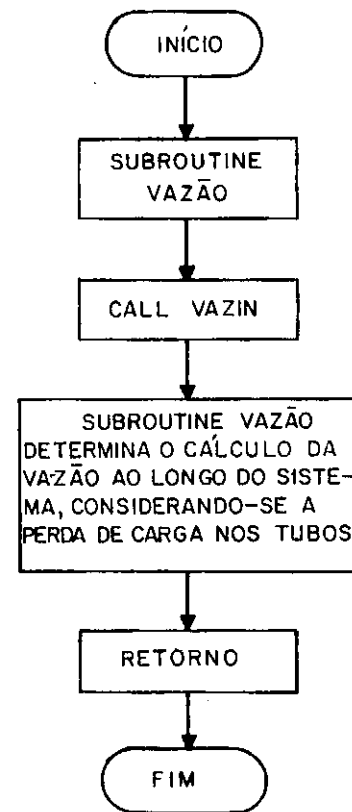 INÍCIO
SUBROUTINE
VAZÃO
CALL VAZIN
SUBROUTINE VAZÃO
DETERMINA O CÁLCULO DA
VAZÃO AO LONGO DO SISTE-
MA, CONSIDERANDO-SE A
PERDA DE CARGA NOS TUBOS
RETORNO
FIM